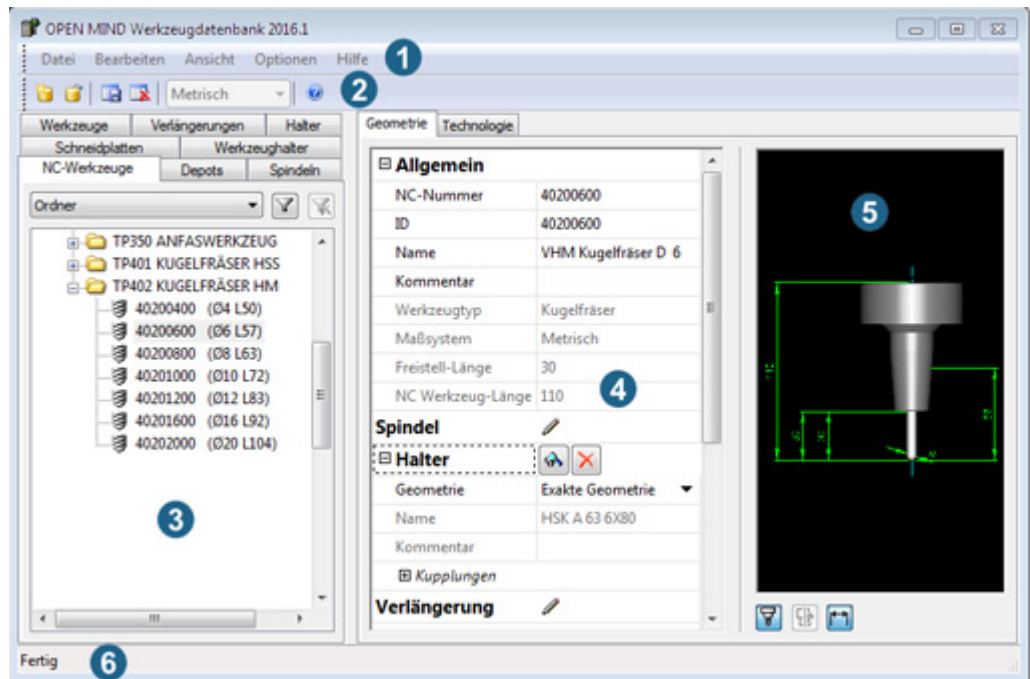 OPEN MIND Werkzeugdatenbank 2016.1
Datei Bearbeiten Ansicht Optionen Hilfe
1
Metrisch
2
Werkzeuge Verlängerungen Halter
Schneidplatten Werkzeughalter
NC-Werkzeuge Depots Spindeln
Ordner
TP350 ANFASWERKZEUG
TP401 KUGELFRÄSER HSS
TP402 KUGELFRÄSER HM
40200400 (Ø4 L50)
40200600 (Ø6 L57)
40200800 (Ø8 L63)
40201000 (Ø10 L72)
40201200 (Ø12 L83)
40201600 (Ø16 L92)
40202000 (Ø20 L104)
3
Geometrie Technologie
Allgemein
NC-Nummer 40200600
ID 40200600
Name VHM Kugelfräser D 6
Kommentar
Werkzeugtyp Kugelfräser
Maßsystem Metrisch
Freistell-Länge 30
NC Werkzeug-Länge 110
4
Spindel
Halter
Geometrie Exakte Geometrie
Name HSK A 63 6X80
Kommentar
Kupplungen
Verlängerung
5
Fertig
6